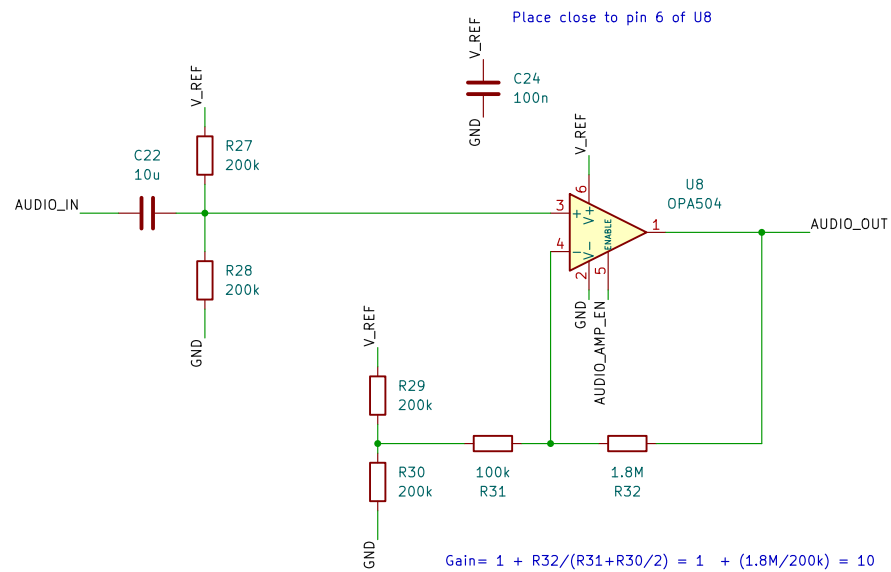 Place close to pin 6 of U8
V_REF
C24
100n
GND
V_REF
R27
200k
C22
10u
AUDIO_IN
R28
200k
GND
V_REF
6
U8
OPA504
3
+
V+
ENABLE
1
AUDIO_OUT
4
-
V-
2
5
GND
AUDIO_AMP_EN
V_REF
R29
200k
R30
200k
GND
100k
R31
1.8M
R32
Gain= 1 + R32/(R31+R30/2) = 1  + (1.8M/200k) = 10